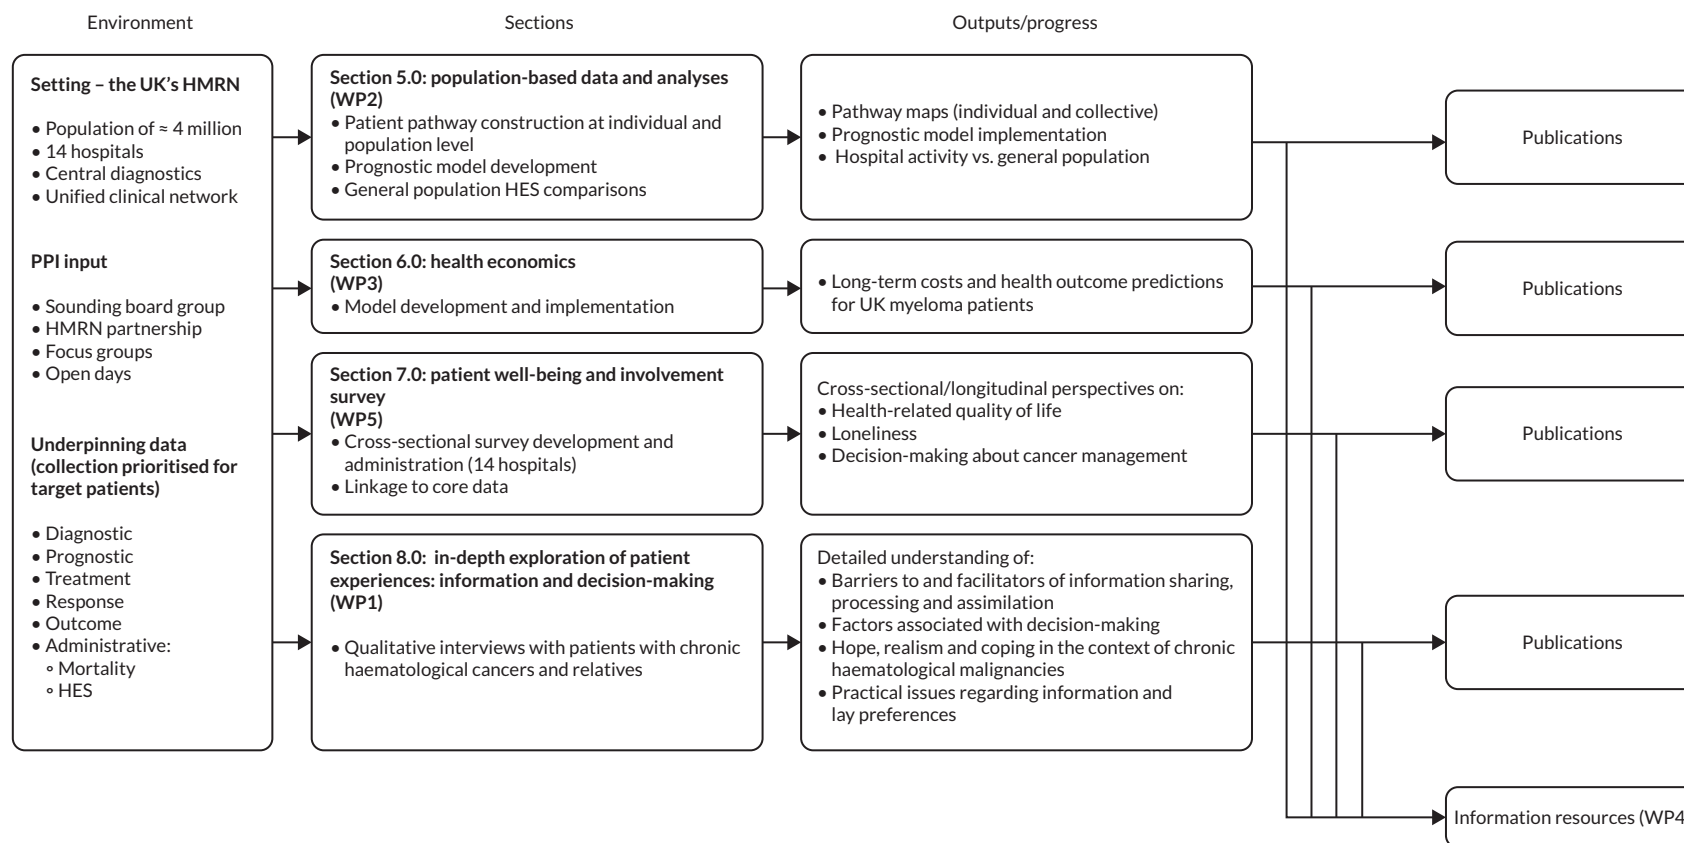 Environment
Sections
Outputs/progress
Setting – the UK's HMRN
• Population of ≈ 4 million
• 14 hospitals
• Central diagnostics
• Unified clinical network
PPI input
• Sounding board group
• HMRN partnership
• Focus groups
• Open days
Underpinning data
(collection prioritised for
target patients)
• Diagnostic
• Prognostic
• Treatment
• Response
• Outcome
• Administrative:
∘ Mortality
∘ HES
Section 5.0: population-based data and analyses
(WP2)
• Patient pathway construction at individual and
population level
• Prognostic model development
• General population HES comparisons
• Pathway maps (individual and collective)
• Prognostic model implementation
• Hospital activity vs. general population
Publications
Section 6.0: health economics
(WP3)
• Model development and implementation
• Long-term costs and health outcome predictions
for UK myeloma patients
Publications
Section 7.0: patient well-being and involvement
survey
(WP5)
• Cross-sectional survey development and
administration (14 hospitals)
• Linkage to core data
Cross-sectional/longitudinal perspectives on:
• Health-related quality of life
• Loneliness
• Decision-making about cancer management
Publications
Section 8.0: in-depth exploration of patient
experiences: information and decision-making
(WP1)
• Qualitative interviews with patients with chronic
haematological cancers and relatives
Detailed understanding of:
• Barriers to and facilitators of information sharing,
processing and assimilation
• Factors associated with decision-making
• Hope, realism and coping in the context of chronic
haematological malignancies
• Practical issues regarding information and
lay preferences
Publications
Information resources (WP4